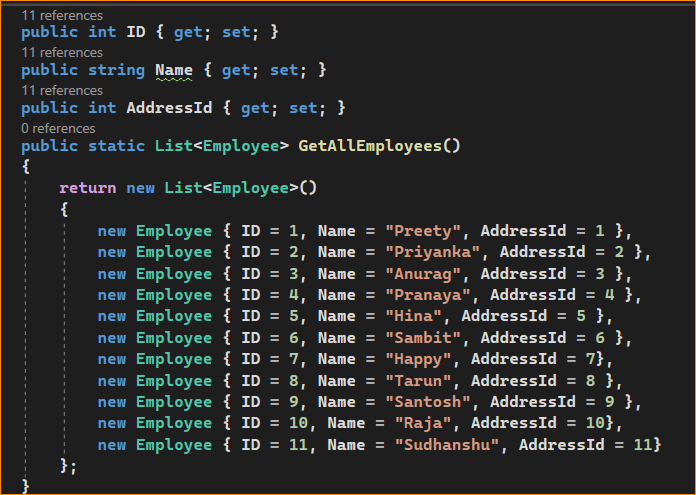 11 references
public int ID { get; set; }
11 references
public string Name { get; set; }
11 references
public int AddressId { get; set; }
0 references
public static List<Employee> GetAllEmployees()
{
    return new List<Employee>()
    {
        new Employee { ID = 1, Name = "Preety", AddressId = 1 },
        new Employee { ID = 2, Name = "Priyanka", AddressId = 2 },
        new Employee { ID = 3, Name = "Anurag", AddressId = 3 },
        new Employee { ID = 4, Name = "Pranaya", AddressId = 4 },
        new Employee { ID = 5, Name = "Hina", AddressId = 5 },
        new Employee { ID = 6, Name = "Sambit", AddressId = 6 },
        new Employee { ID = 7, Name = "Happy", AddressId = 7},
        new Employee { ID = 8, Name = "Tarun", AddressId = 8 },
        new Employee { ID = 9, Name = "Santosh", AddressId = 9 },
        new Employee { ID = 10, Name = "Raja", AddressId = 10},
        new Employee { ID = 11, Name = "Sudhanshu", AddressId = 11}
    };
}